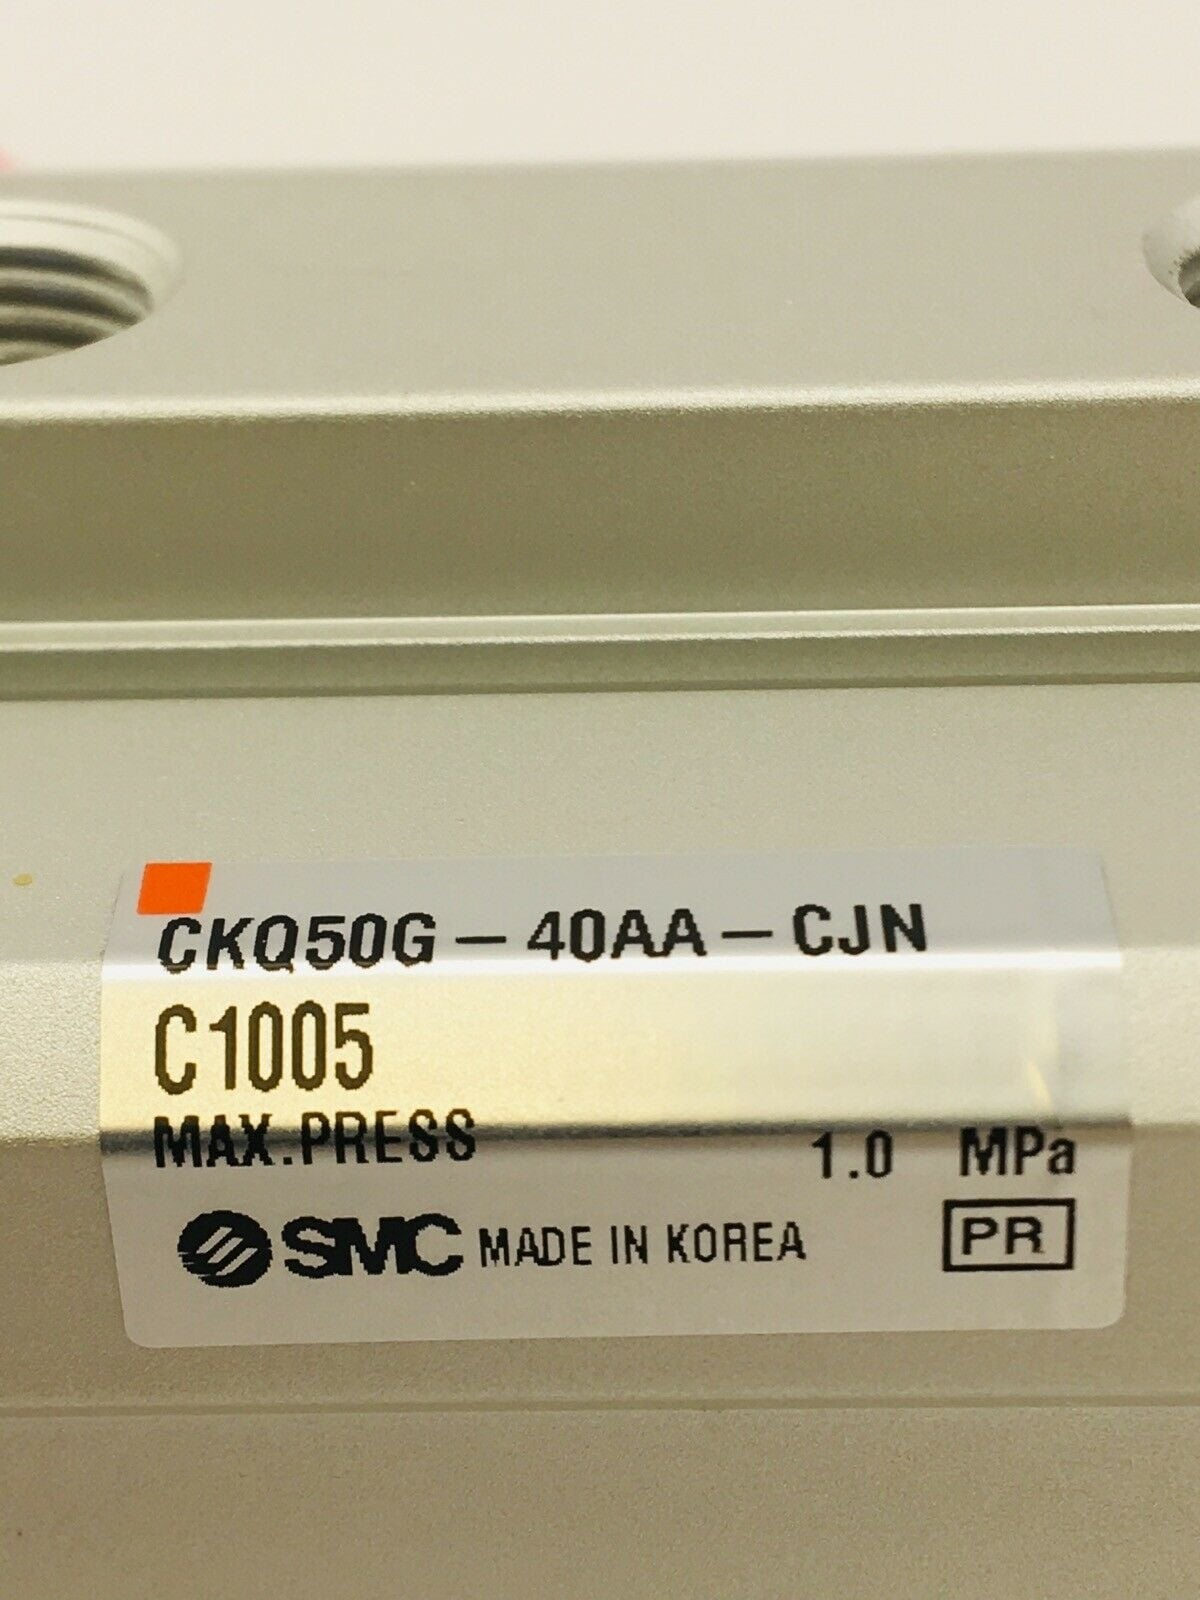 CKQ50G-40AA-CJN
C1005
MAX.PRESS 1.0 MPa
SMC MADE IN KOREA PR